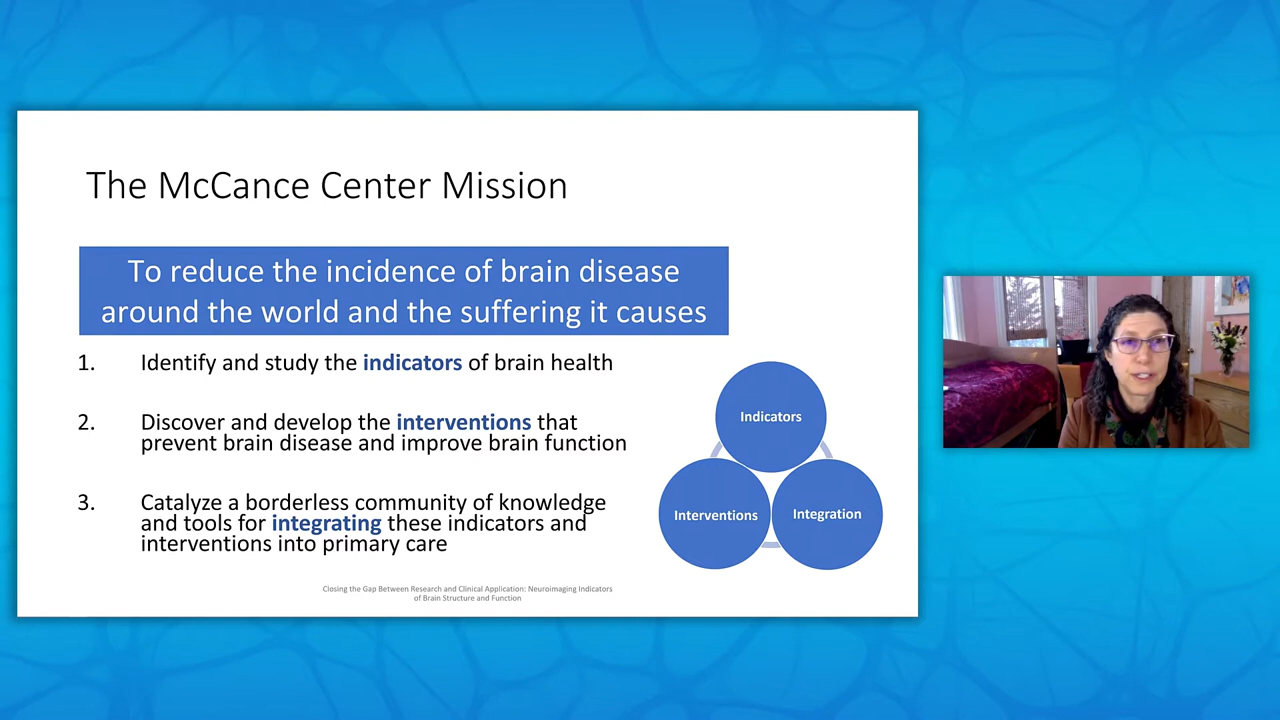 The McCance Center Mission
To reduce the incidence of brain disease
around the world and the suffering it causes
1. Identify and study the indicators of brain health
2. Discover and develop the interventions that
prevent brain disease and improve brain function
3. Catalyze a borderless community of knowledge
and tools for integrating these indicators and
interventions into primary care
Indicators
Interventions
Integration
Closing the Gap Between Research and Clinical Application: Neuroimaging Indicators
of Brain Structure and Function